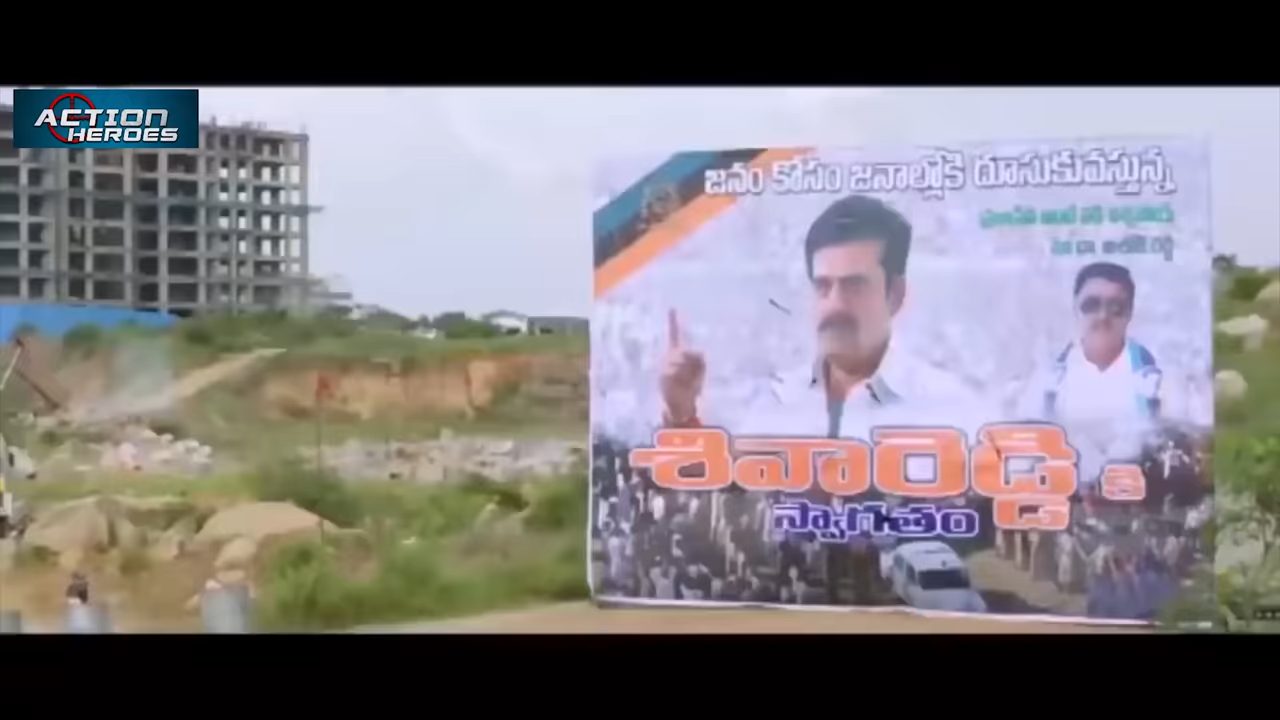 ACTION
HEROES
జనం కోసం జనాల్లోకి దూసుకువస్తున్న
శివారెడ్డి కి
స్వాగతం